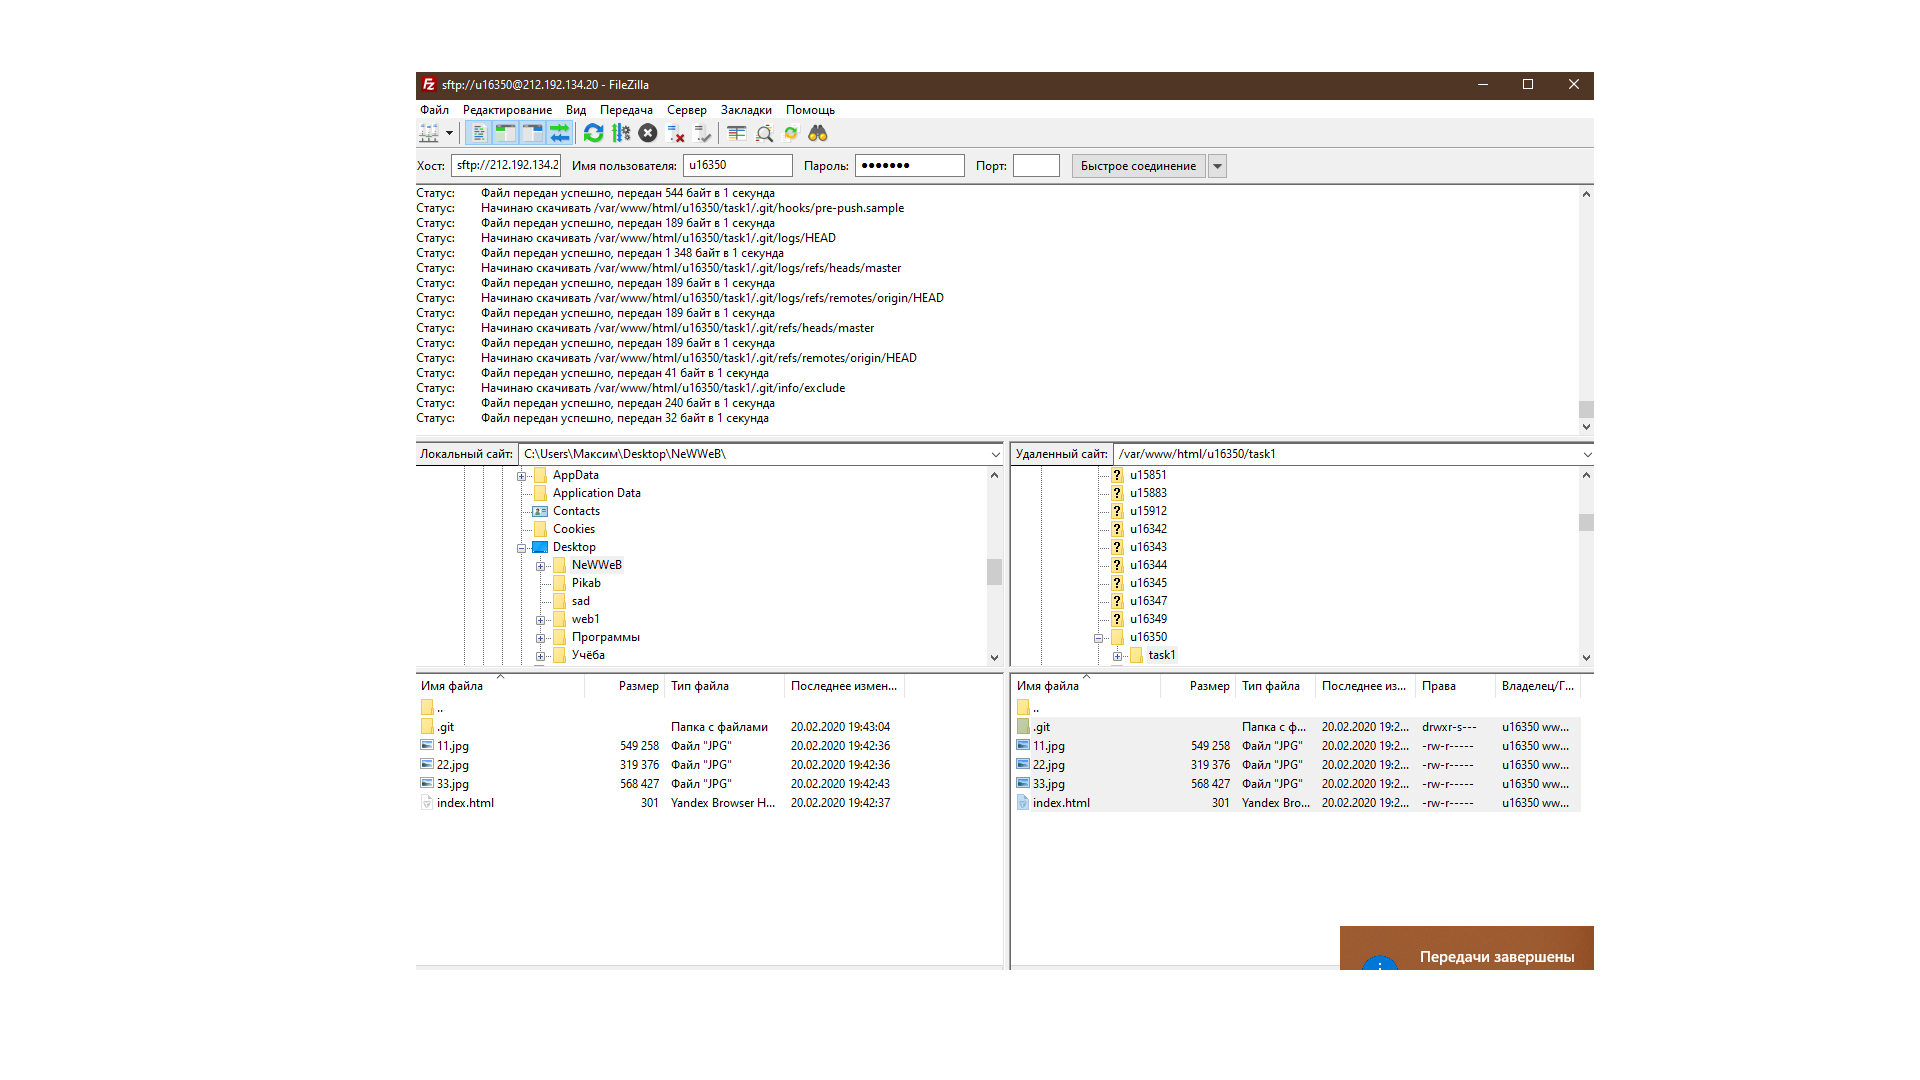 sftp://u16350@212.192.134.20 - FileZilla
Файл Редактирование Вид Передача Сервер Закладки Помощь
Хост: sftp://212.192.134.2 Имя пользователя: u16350 Пароль: ●●●●●●● Порт: Быстрое соединение
Статус: Файл передан успешно, передан 544 байт в 1 секунда
Статус: Начинаю скачивать /var/www/html/u16350/task1/.git/hooks/pre-push.sample
Статус: Файл передан успешно, передан 189 байт в 1 секунда
Статус: Начинаю скачивать /var/www/html/u16350/task1/.git/logs/HEAD
Статус: Файл передан успешно, передан 1 348 байт в 1 секунда
Статус: Начинаю скачивать /var/www/html/u16350/task1/.git/logs/refs/heads/master
Статус: Файл передан успешно, передан 189 байт в 1 секунда
Статус: Начинаю скачивать /var/www/html/u16350/task1/.git/logs/refs/remotes/origin/HEAD
Статус: Файл передан успешно, передан 189 байт в 1 секунда
Статус: Начинаю скачивать /var/www/html/u16350/task1/.git/refs/heads/master
Статус: Файл передан успешно, передан 189 байт в 1 секунда
Статус: Начинаю скачивать /var/www/html/u16350/task1/.git/refs/remotes/origin/HEAD
Статус: Файл передан успешно, передан 41 байт в 1 секунда
Статус: Начинаю скачивать /var/www/html/u16350/task1/.git/info/exclude
Статус: Файл передан успешно, передан 240 байт в 1 секунда
Статус: Файл передан успешно, передан 32 байт в 1 секунда
Локальный сайт: C:\Users\Максим\Desktop\NeWWeB\
AppData
Application Data
Contacts
Cookies
Desktop
NeWWeB
Pikab
sad
web1
Программы
Учёба
Удаленный сайт: /var/www/html/u16350/task1
u15851
u15883
u15912
u16342
u16343
u16344
u16345
u16347
u16349
u16350
task1
Имя файла Размер Тип файла Последнее измен...
..
.git Папка с файлами 20.02.2020 19:43:04
11.jpg 549 258 Файл "JPG" 20.02.2020 19:42:36
22.jpg 319 376 Файл "JPG" 20.02.2020 19:42:36
33.jpg 568 427 Файл "JPG" 20.02.2020 19:42:43
index.html 301 Yandex Browser H... 20.02.2020 19:42:37
Имя файла Размер Тип файла Последнее из... Права Владелец/Г...
..
.git Папка с ф... 20.02.2020 19:2... drwxr-s--- u16350 ww...
11.jpg 549 258 Файл "JPG" 20.02.2020 19:2... -rw-r----- u16350 ww...
22.jpg 319 376 Файл "JPG" 20.02.2020 19:2... -rw-r----- u16350 ww...
33.jpg 568 427 Файл "JPG" 20.02.2020 19:2... -rw-r----- u16350 ww...
index.html 301 Yandex Bro... 20.02.2020 19:2... -rw-r----- u16350 ww...
Передачи завершены